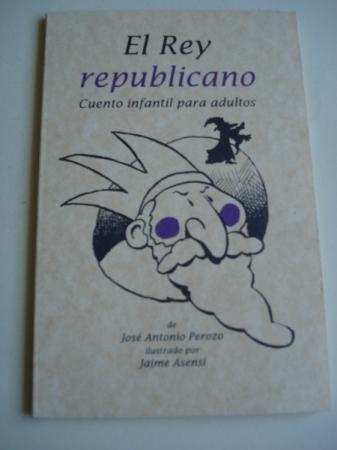 El Rey
republicano
Cuento infantil para adultos
de
José Antonio Perozo
ilustrado por
Jaime Asensi